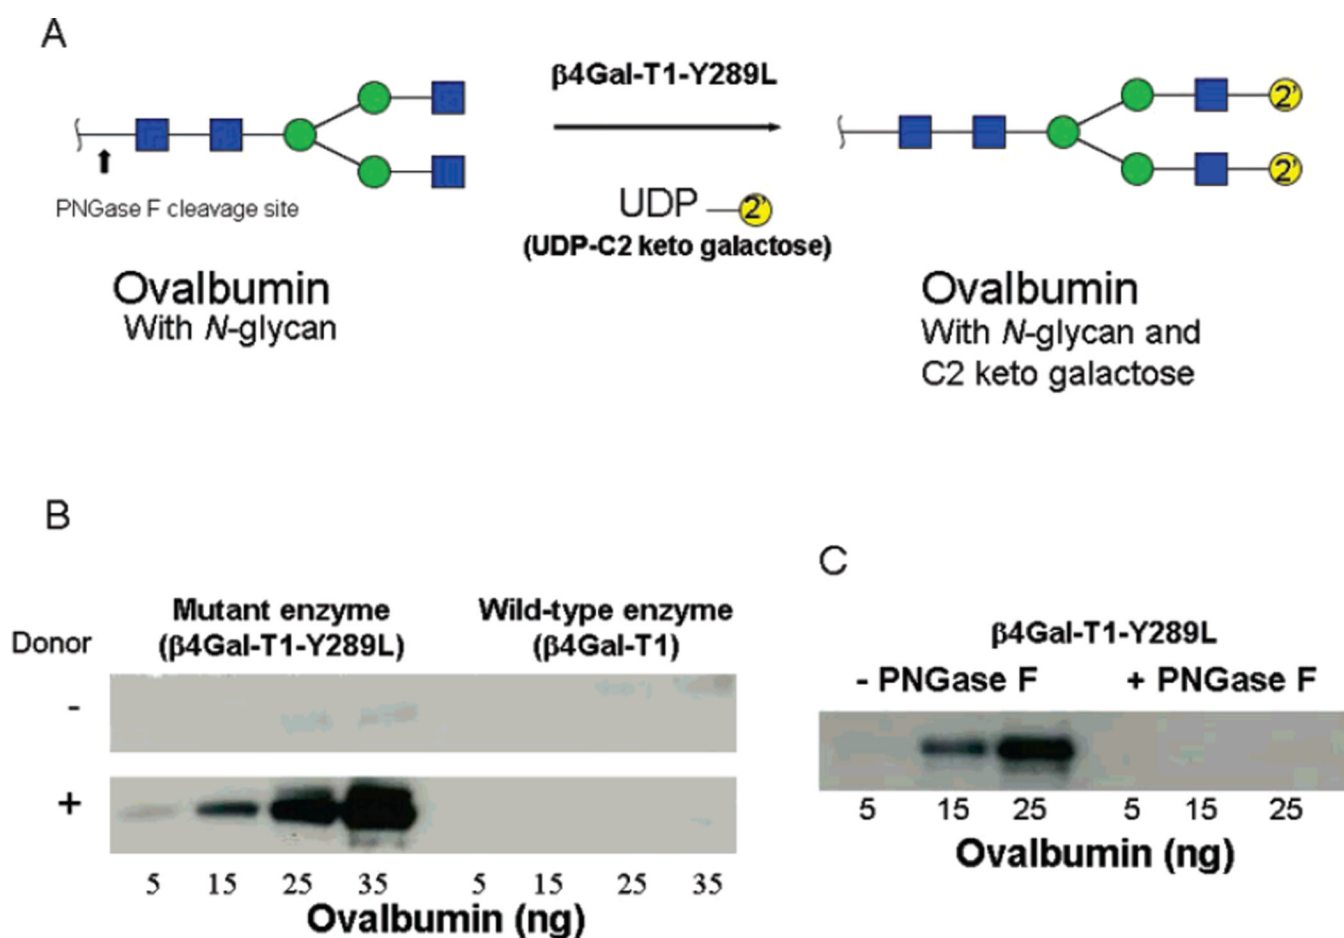 A
β4Gal-T1-Y289L
2'
2'
PNGase F cleavage site
UDP 2'
(UDP-C2 keto galactose)
Ovalbumin
With N-glycan
Ovalbumin
With N-glycan and
C2 keto galactose
B
Donor
Mutant enzyme
(β4Gal-T1-Y289L)
Wild-type enzyme
(β4Gal-T1)
-
+
5 15 25 35 5 15 25 35
Ovalbumin (ng)
C
β4Gal-T1-Y289L
- PNGase F + PNGase F
5 15 25 5 15 25
Ovalbumin (ng)